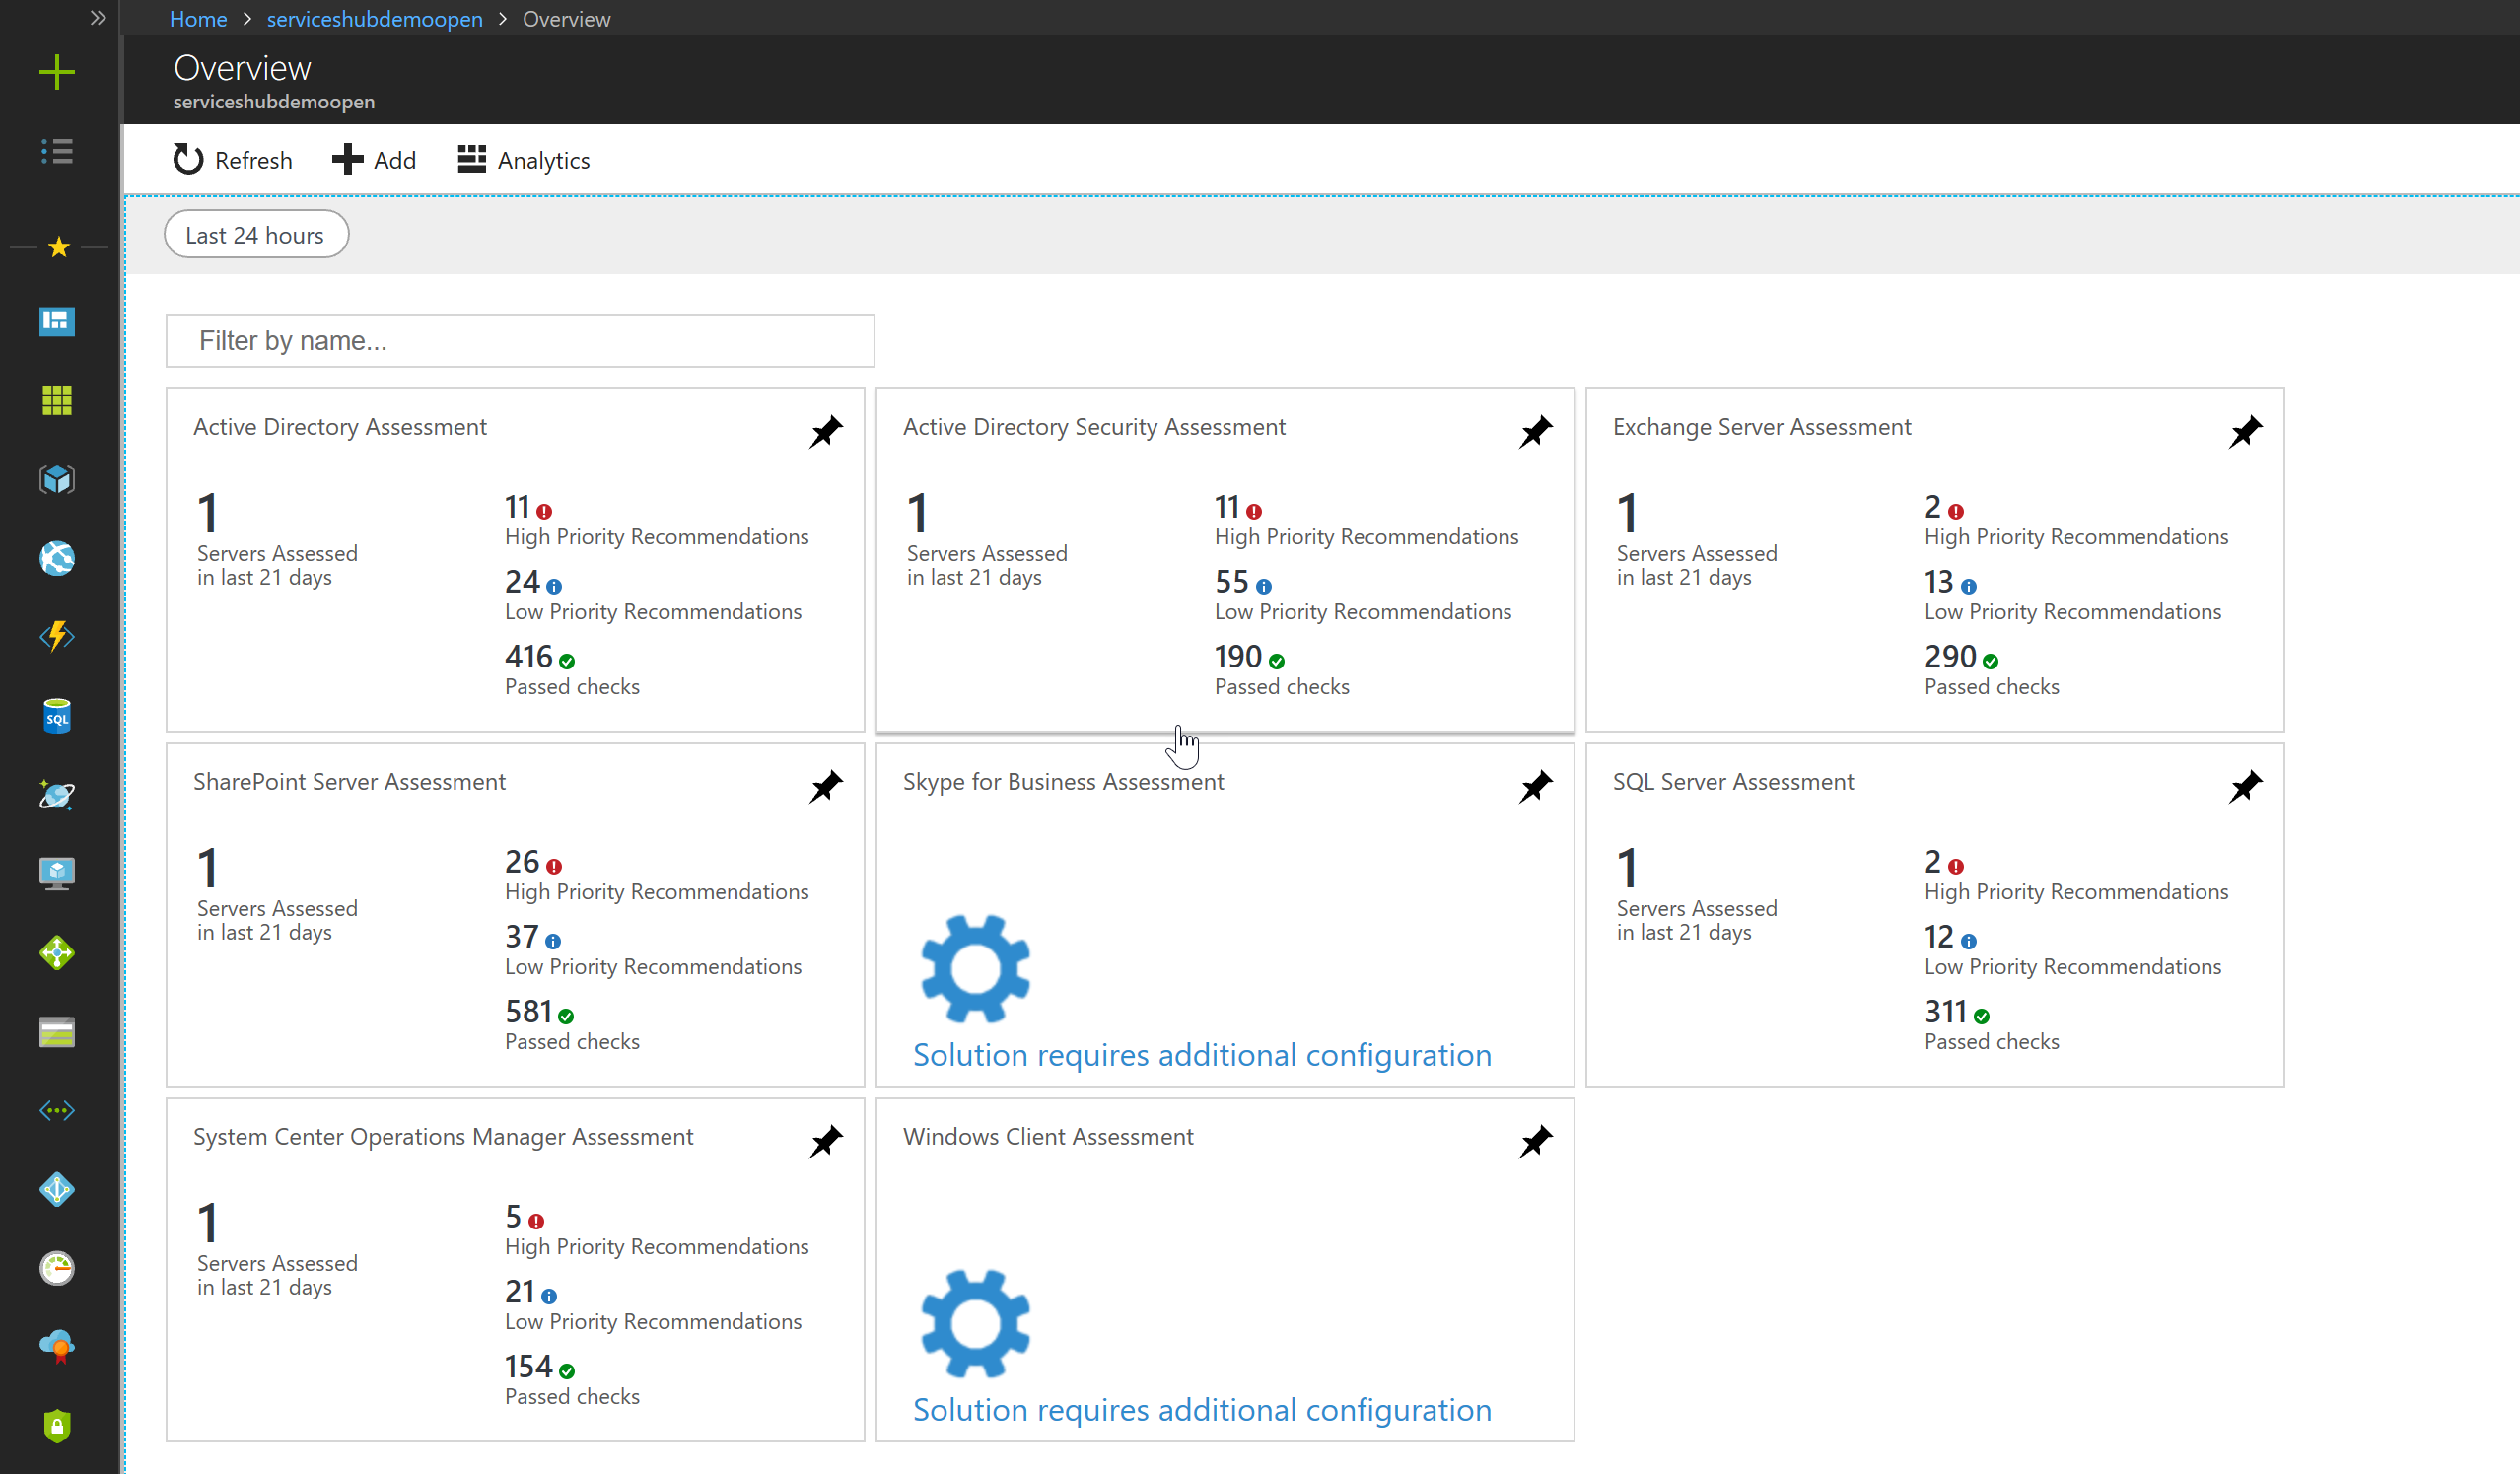 Home > serviceshubdemoopen > Overview
Overview
serviceshubdemoopen
Refresh Add Analytics
Last 24 hours
Filter by name...
Active Directory Assessment
1
Servers Assessed
in last 21 days
11
High Priority Recommendations
24
Low Priority Recommendations
416
Passed checks
Active Directory Security Assessment
1
Servers Assessed
in last 21 days
11
High Priority Recommendations
55
Low Priority Recommendations
190
Passed checks
Exchange Server Assessment
1
Servers Assessed
in last 21 days
2
High Priority Recommendations
13
Low Priority Recommendations
290
Passed checks
SharePoint Server Assessment
1
Servers Assessed
in last 21 days
26
High Priority Recommendations
37
Low Priority Recommendations
581
Passed checks
Skype for Business Assessment
Solution requires additional configuration
SQL Server Assessment
1
Servers Assessed
in last 21 days
2
High Priority Recommendations
12
Low Priority Recommendations
311
Passed checks
System Center Operations Manager Assessment
1
Servers Assessed
in last 21 days
5
High Priority Recommendations
21
Low Priority Recommendations
154
Passed checks
Windows Client Assessment
Solution requires additional configuration
SQL